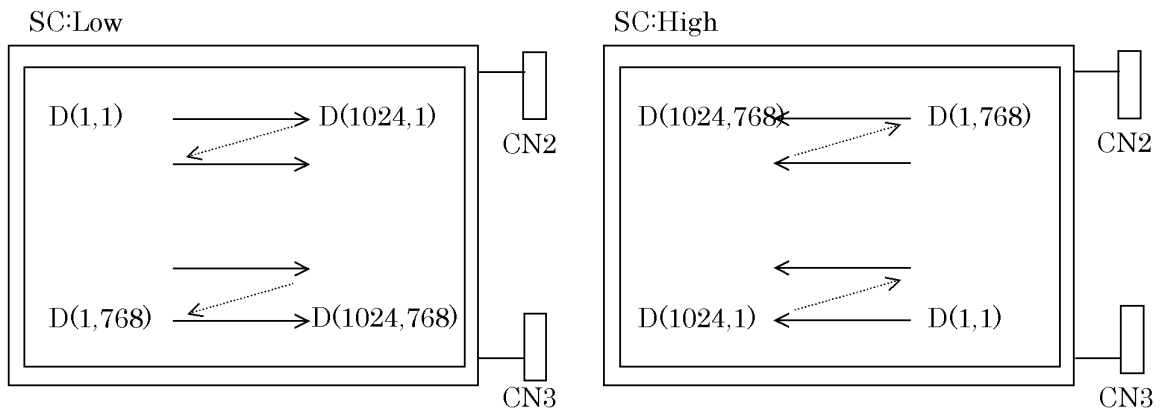 SC:Low
D(1,1)
D(1024,1)
CN2
D(1,768)
D(1024,768)
CN3
SC:High
D(1024,768)
D(1,768)
CN2
D(1024,1)
D(1,1)
CN3